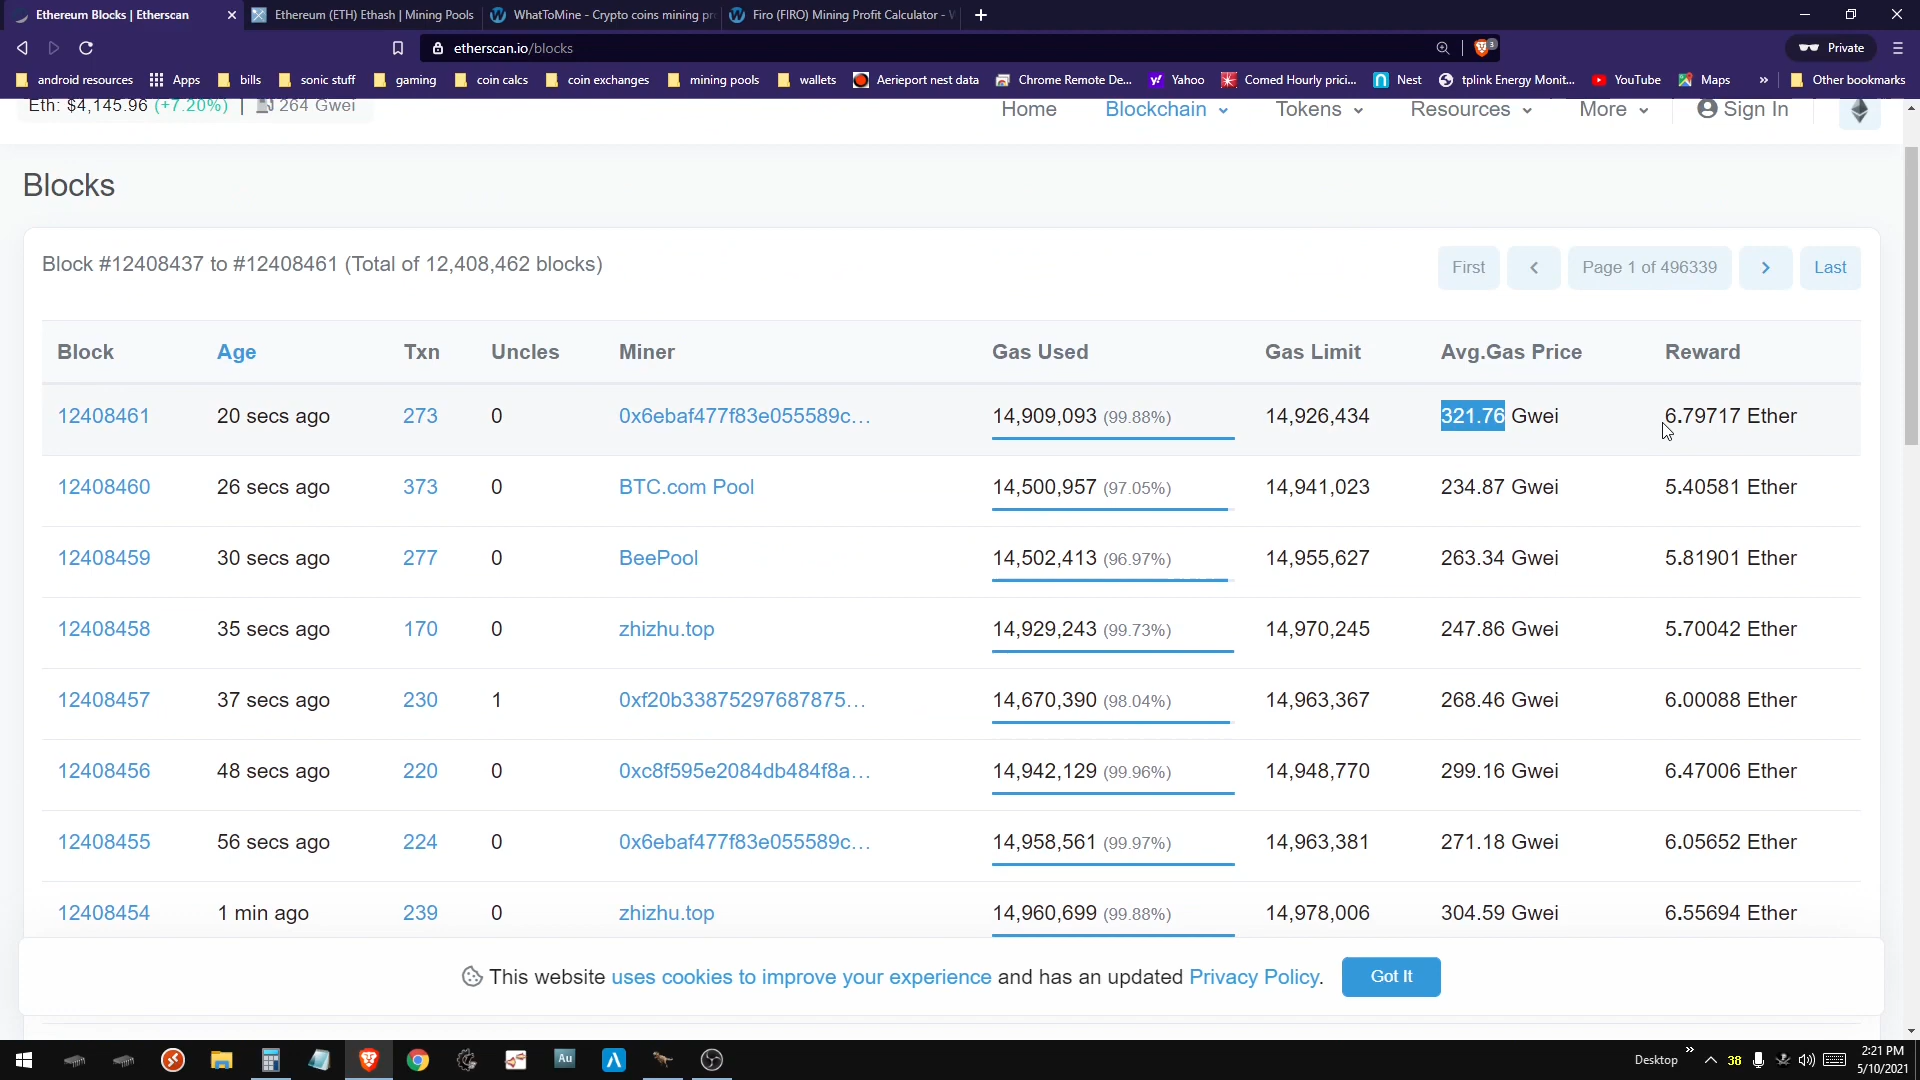 Ethereum Blocks | Etherscan
Ethereum (ETH) Ethash | Mining Pools
WhatToMine - Crypto coins mining pr
Firo (FIRO) Mining Profit Calculator -
etherscan.io/blocks
3
Private
android resources
Apps
bills
sonic stuff
gaming
coin calcs
coin exchanges
mining pools
wallets
Aerieport nest data
Chrome Remote De...
Yahoo
Comed Hourly prici...
Nest
tplink Energy Monit...
YouTube
Maps
»
Other bookmarks
Eth: $4,145.96 (+7.20%) | 264 Gwei
Home
Blockchain
Tokens
Resources
More
Sign In
Blocks
Block #12408437 to #12408461 (Total of 12,408,462 blocks)
First
Page 1 of 496339
Last
Block Age Txn Uncles Miner Gas Used Gas Limit Avg.Gas Price Reward
12408461 20 secs ago 273 0 0x6ebaf477f83e055589c... 14,909,093 (99.88%) 14,926,434 321.76 Gwei 6.79717 Ether
12408460 26 secs ago 373 0 BTC.com Pool 14,500,957 (97.05%) 14,941,023 234.87 Gwei 5.40581 Ether
12408459 30 secs ago 277 0 BeePool 14,502,413 (96.97%) 14,955,627 263.34 Gwei 5.81901 Ether
12408458 35 secs ago 170 0 zhizhu.top 14,929,243 (99.73%) 14,970,245 247.86 Gwei 5.70042 Ether
12408457 37 secs ago 230 1 0xf20b33875297687875... 14,670,390 (98.04%) 14,963,367 268.46 Gwei 6.00088 Ether
12408456 48 secs ago 220 0 0xc8f595e2084db484f8a... 14,942,129 (99.96%) 14,948,770 299.16 Gwei 6.47006 Ether
12408455 56 secs ago 224 0 0x6ebaf477f83e055589c... 14,958,561 (99.97%) 14,963,381 271.18 Gwei 6.05652 Ether
12408454 1 min ago 239 0 zhizhu.top 14,960,699 (99.88%) 14,978,006 304.59 Gwei 6.55694 Ether
This website uses cookies to improve your experience and has an updated Privacy Policy.
Got It
Au
Desktop
»
38
2:21 PM
5/10/2021